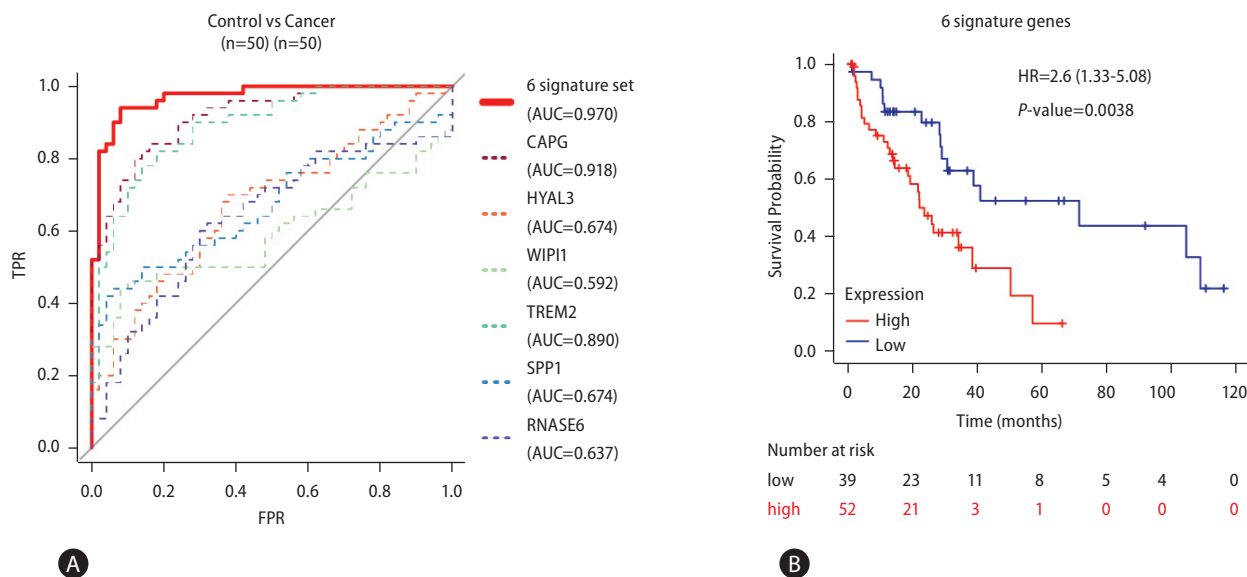 Control vs Cancer
(n=50) (n=50)
TPR
1.0
0.8
0.6
0.4
0.2
0.0
0.0 0.2 0.4 0.6 0.8 1.0
FPR
6 signature set
(AUC=0.970)
CAPG
(AUC=0.918)
HYAL3
(AUC=0.674)
WIPI1
(AUC=0.592)
TREM2
(AUC=0.890)
SPP1
(AUC=0.674)
RNASE6
(AUC=0.637)
A
6 signature genes
HR=2.6 (1.33-5.08)
P-value=0.0038
Survival Probability
1.0
0.8
0.6
0.4
0.2
0.0
Expression
High
Low
0 20 40 60 80 100 120
Time (months)
Number at risk
low 39 23 11 8 5 4 0
high 52 21 3 1 0 0 0
B